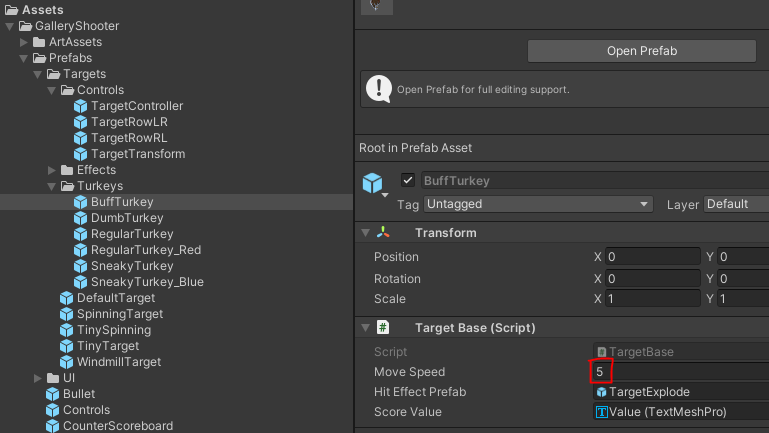 Assets
GalleryShooter
ArtAssets
Prefabs
Targets
Controls
TargetController
TargetRowLR
TargetRowRL
TargetTransform
Effects
Turkeys
BuffTurkey
DumbTurkey
RegularTurkey
RegularTurkey_Red
SneakyTurkey
SneakyTurkey_Blue
DefaultTarget
SpinningTarget
TinySpinning
TinyTarget
WindmillTarget
UI
Bullet
Controls
CounterScoreboard
Open Prefab
Open Prefab for full editing support.
Root in Prefab Asset
BuffTurkey
Tag Untagged Layer Default
Transform
Position X 0 Y 0
Rotation X 0 Y 0
Scale X 1 Y 1
# Target Base (Script)
Script TargetBase
Move Speed 5
Hit Effect Prefab TargetExplode
Score Value Value (TextMeshPro)